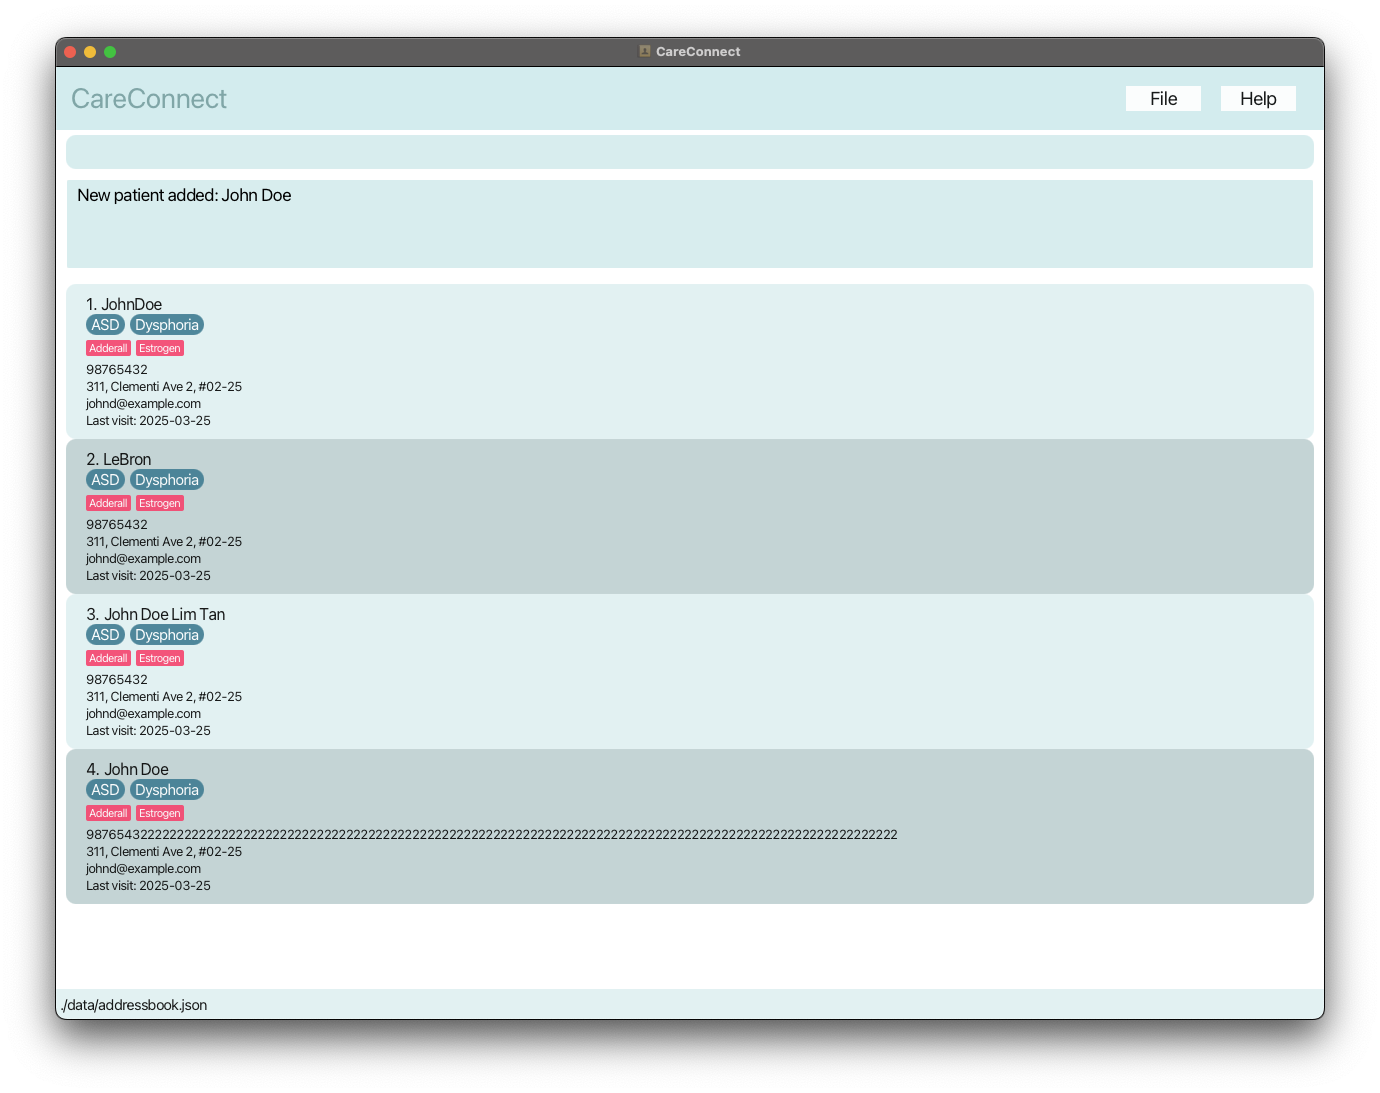 CareConnect
CareConnect
File
Help
New patient added: John Doe
1. JohnDoe
ASD Dysphoria
Adderall Estrogen
98765432
311, Clementi Ave 2, #02-25
johnd@example.com
Last visit: 2025-03-25
2. LeBron
ASD Dysphoria
Adderall Estrogen
98765432
311, Clementi Ave 2, #02-25
johnd@example.com
Last visit: 2025-03-25
3. John Doe Lim Tan
ASD Dysphoria
Adderall Estrogen
98765432
311, Clementi Ave 2, #02-25
johnd@example.com
Last visit: 2025-03-25
4. John Doe
ASD Dysphoria
Adderall Estrogen
311, Clementi Ave 2, #02-25
johnd@example.com
Last visit: 2025-03-25
./data/addressbook.json